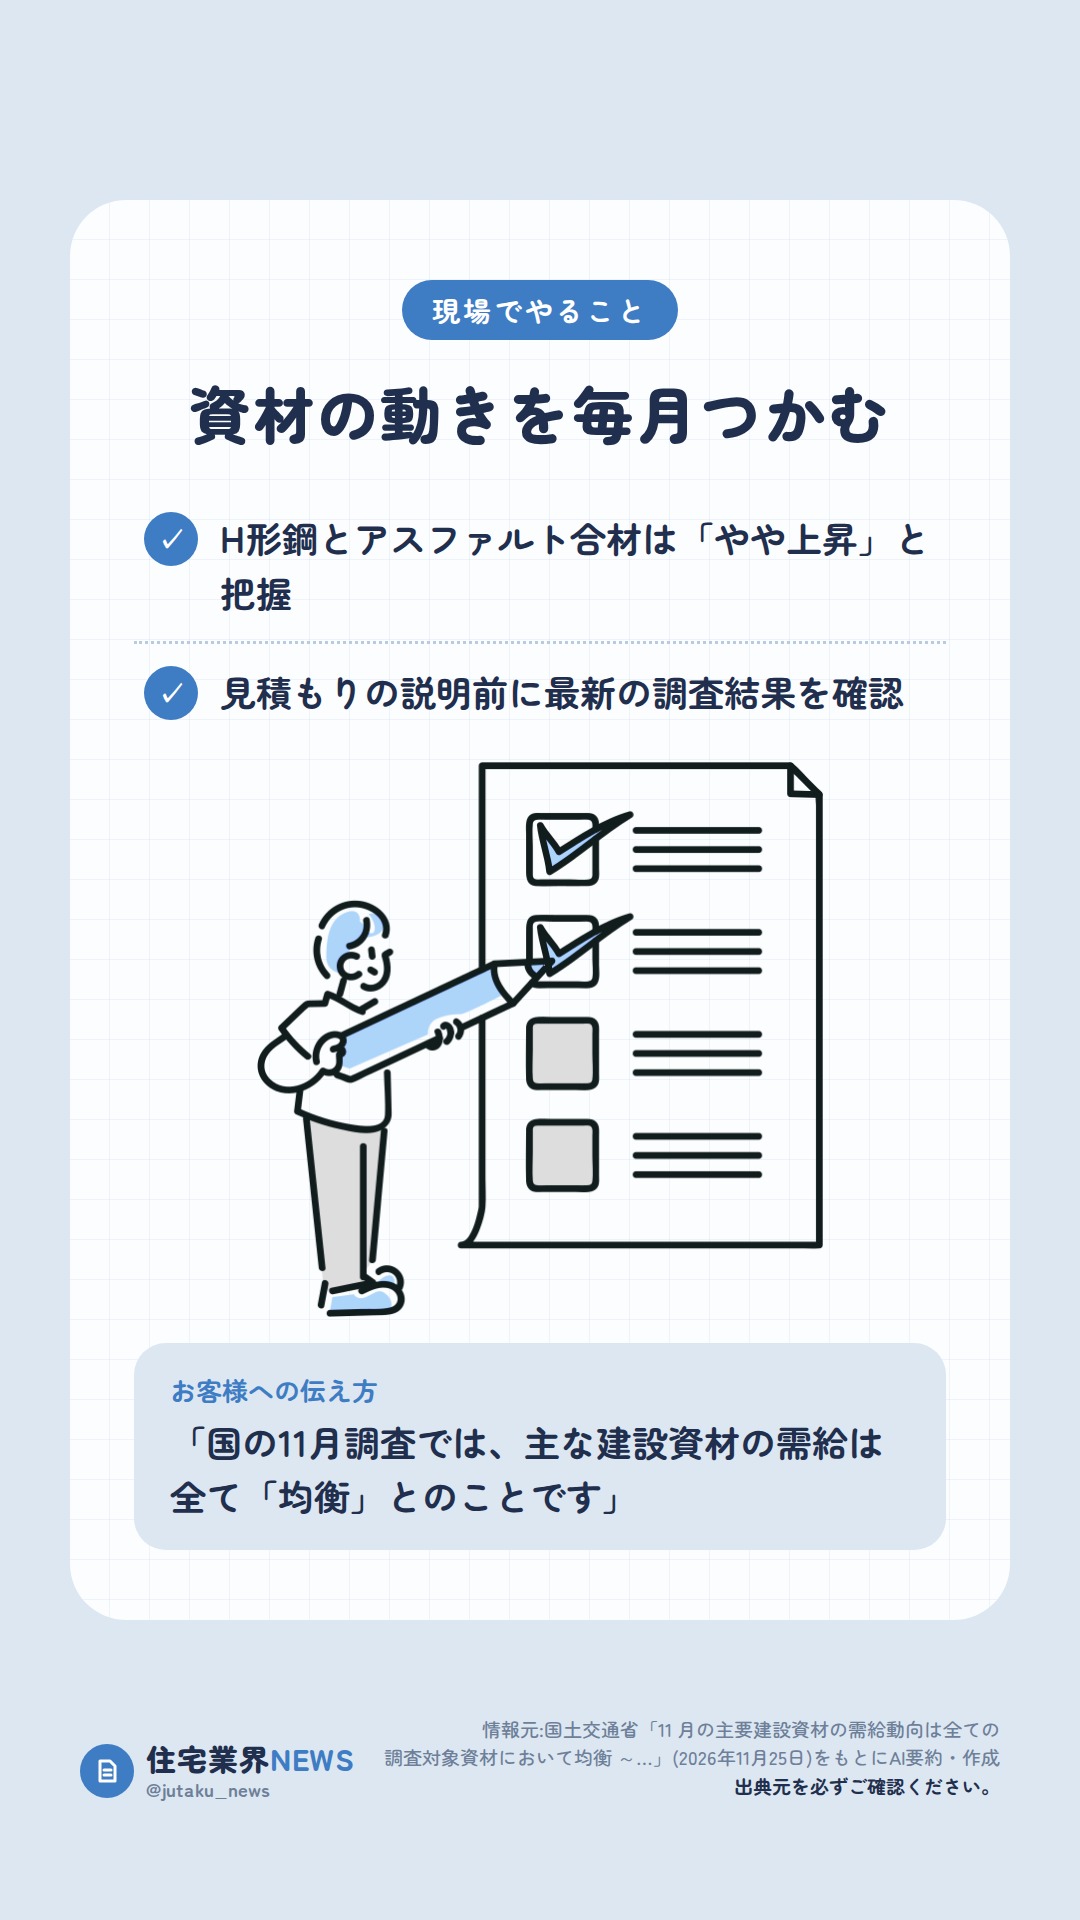 現場でやること
資材の動きを毎月つかむ
H形鋼とアスファルト合材は「やや上昇」と
把握
見積もりの説明前に最新の調査結果を確認
お客様への伝え方
「国の11月調査では、主な建設資材の需給は
全て「均衡」とのことです」
住宅業界NEWS
@jutaku_news
情報元:国土交通省「11 月の主要建設資材の需給動向は全ての
調査対象資材において均衡 ～…」(2026年11月25日)をもとにAI要約・作成
出典元を必ずご確認ください。